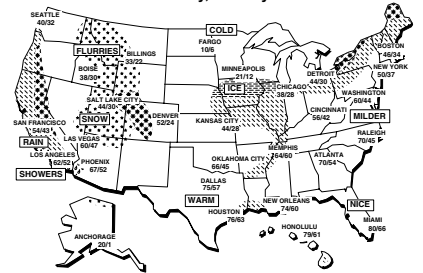 SEATTLE
40/32
COLD
FARGO
10/6
FLURRIES
BILLINGS
33/22
BOISE
38/30
MINNEAPOLIS
21/12
BOSTON
46/34
NEW YORK
50/37
DETROIT
44/30
ICE
CHICAGO
38/28
WASHINGTON
60/44
SALT LAKE CITY
44/30
CINCINNATI
56/42
MILDER
SNOW
DENVER
52/24
KANSAS CITY
44/28
SAN FRANCISCO
54/43
RALEIGH
70/45
RAIN
LAS VEGAS
60/47
MEMPHIS
64/60
ATLANTA
70/54
LOS ANGELES
62/52
PHOENIX
67/52
OKLAHOMA CITY
66/45
SHOWERS
DALLAS
75/57
WARM
NEW ORLEANS
74/60
NICE
HOUSTON
76/63
MIAMI
80/66
ANCHORAGE
20/1
HONOLULU
79/61